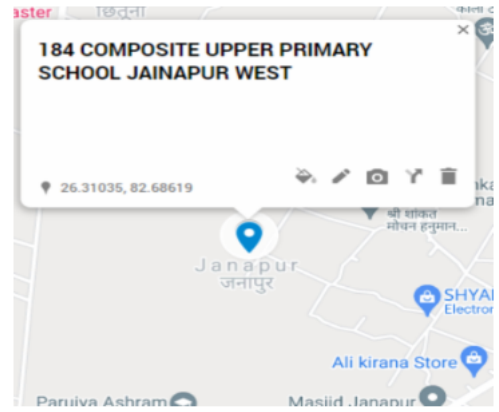 छितूना
184 COMPOSITE UPPER PRIMARY
SCHOOL JAINAPUR WEST
26.31035, 82.68619
श्री शंकत
मोचन हनुमान...
Janapur
जनापुर
SHYA
Electron
Ali kirana Store
Paruiya Ashram
Masjid Janapur